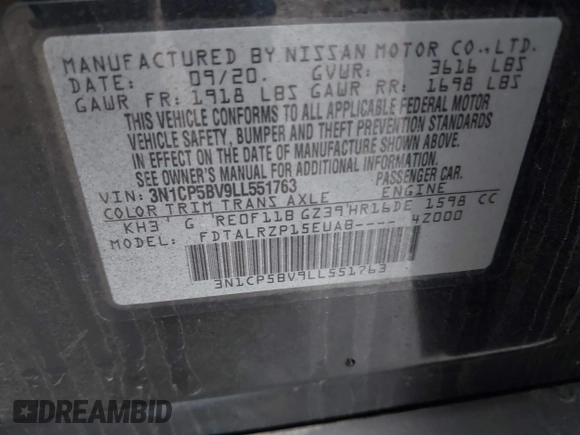 MANUFACTURED BY NISSAN MOTOR CO.,LTD.
DATE: 09/20. GVWR: 3616 LBS
GAWR FR: 1918 LBS GAWR RR: 1698 LBS
THIS VEHICLE CONFORMS TO ALL APPLICABLE FEDERAL MOTOR
VEHICLE SAFETY, BUMPER AND THEFT PREVENTION STANDARDS
IN EFFECT ON THE DATE OF MANUFACTURE SHOWN ABOVE.
SEE OWNER'S MANUAL FOR ADDITIONAL INFORMATION.
VIN: 3N1CP5BV9LL551763 PASSENGER CAR.
COLOR TRIM TRANS AXLE ENGINE
KH3 G RE0F11B GZ39 HR16DE 1598 CC
MODEL: FDTALRZP15EUAB---- 4Z000
3N1CP5BV9LL551763
DREAMBID